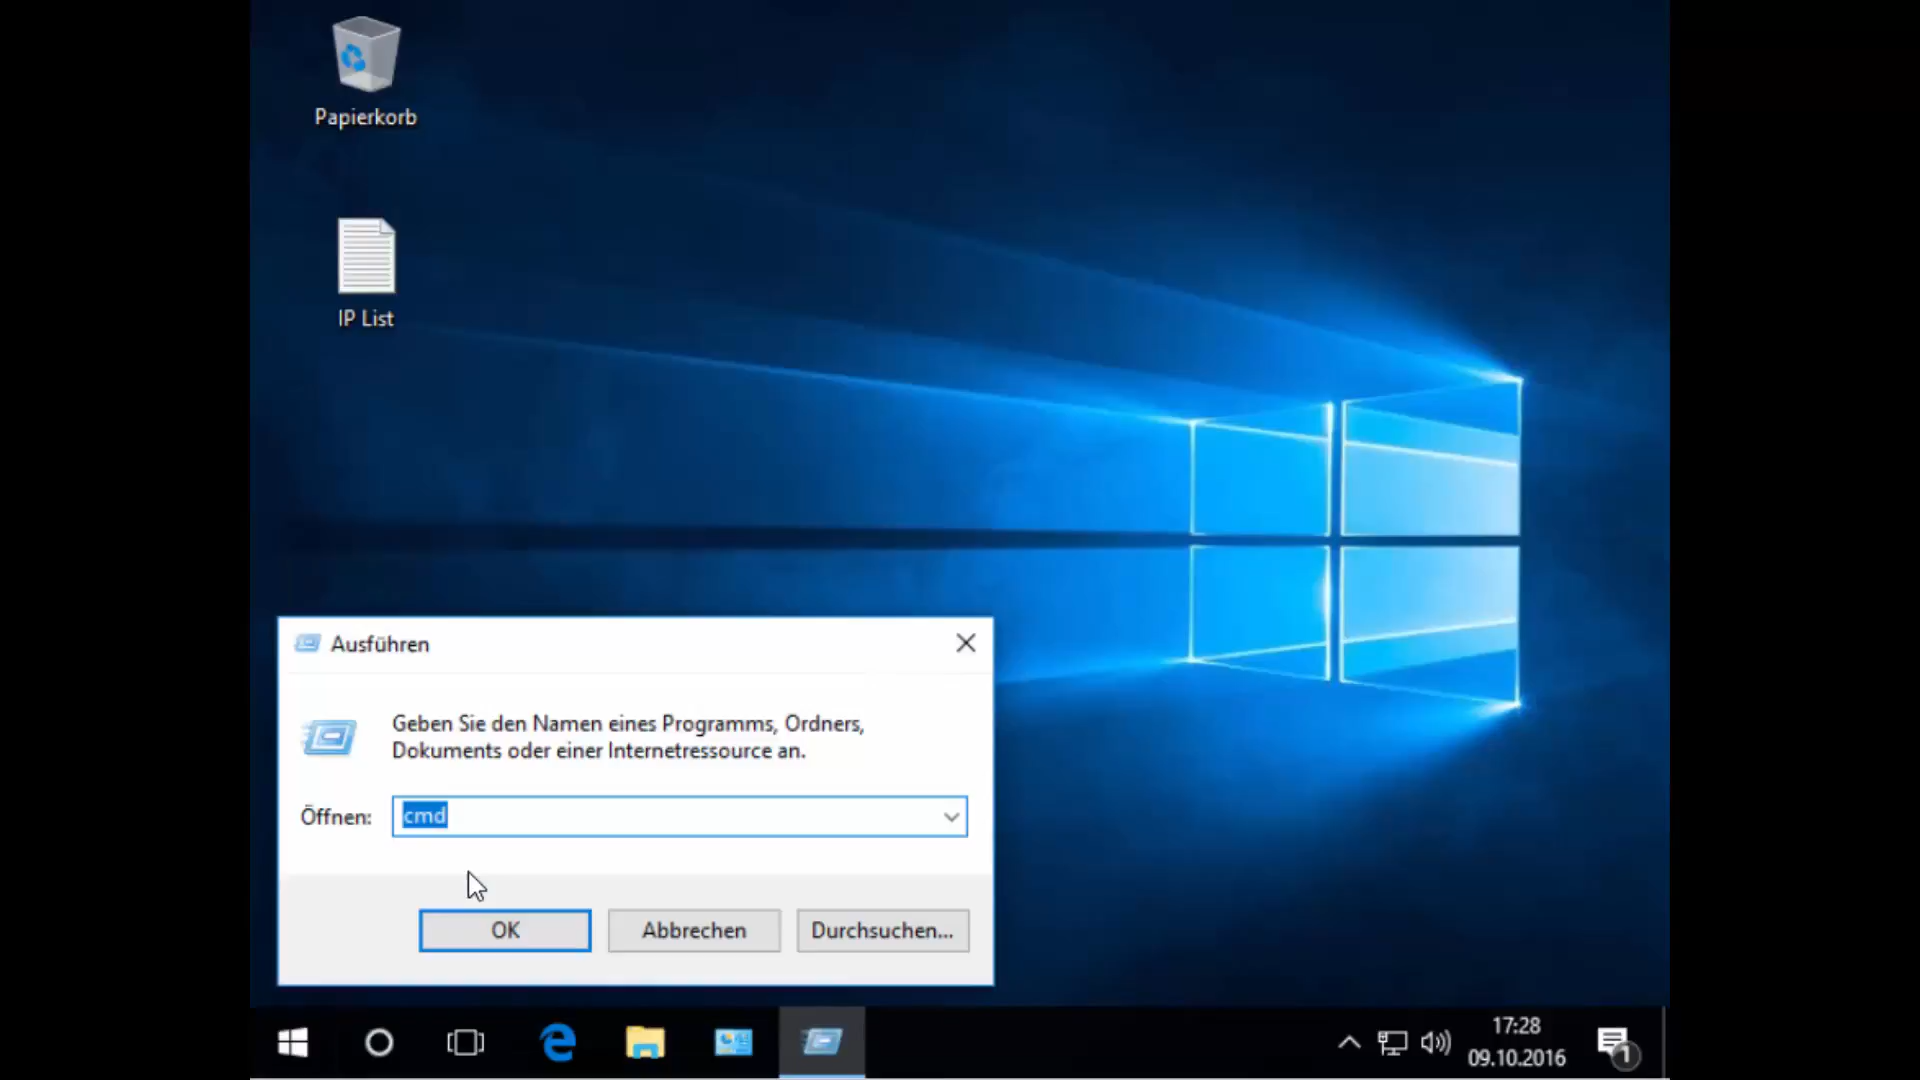 Papierkorb
IP List
Ausführen
Geben Sie den Namen eines Programms, Ordners,
Dokuments oder einer Internetressource an.
Öffnen: cmd
OK Abbrechen Durchsuchen...
17:28
09.10.2016
1